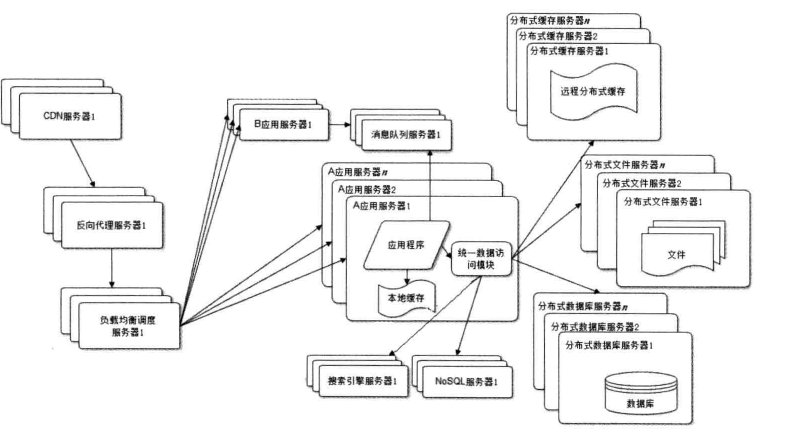 分布式缓存服务器n
分布式缓存服务器2
分布式缓存服务器1
远程分布式缓存
CDN服务器1
B应用服务器1
消息队列服务器1
A应用服务器n
A应用服务器2
A应用服务器1
应用程序
统一数据访
问模块
本地缓存
分布式文件服务器n
分布式文件服务器2
分布式文件服务器1
文件
反向代理服务器1
负载均衡调度
服务器1
分布式数据库服务器n
分布式数据库服务器2
分布式数据库服务器1
数据库
搜索引擎服务器1
NoSQL服务器1